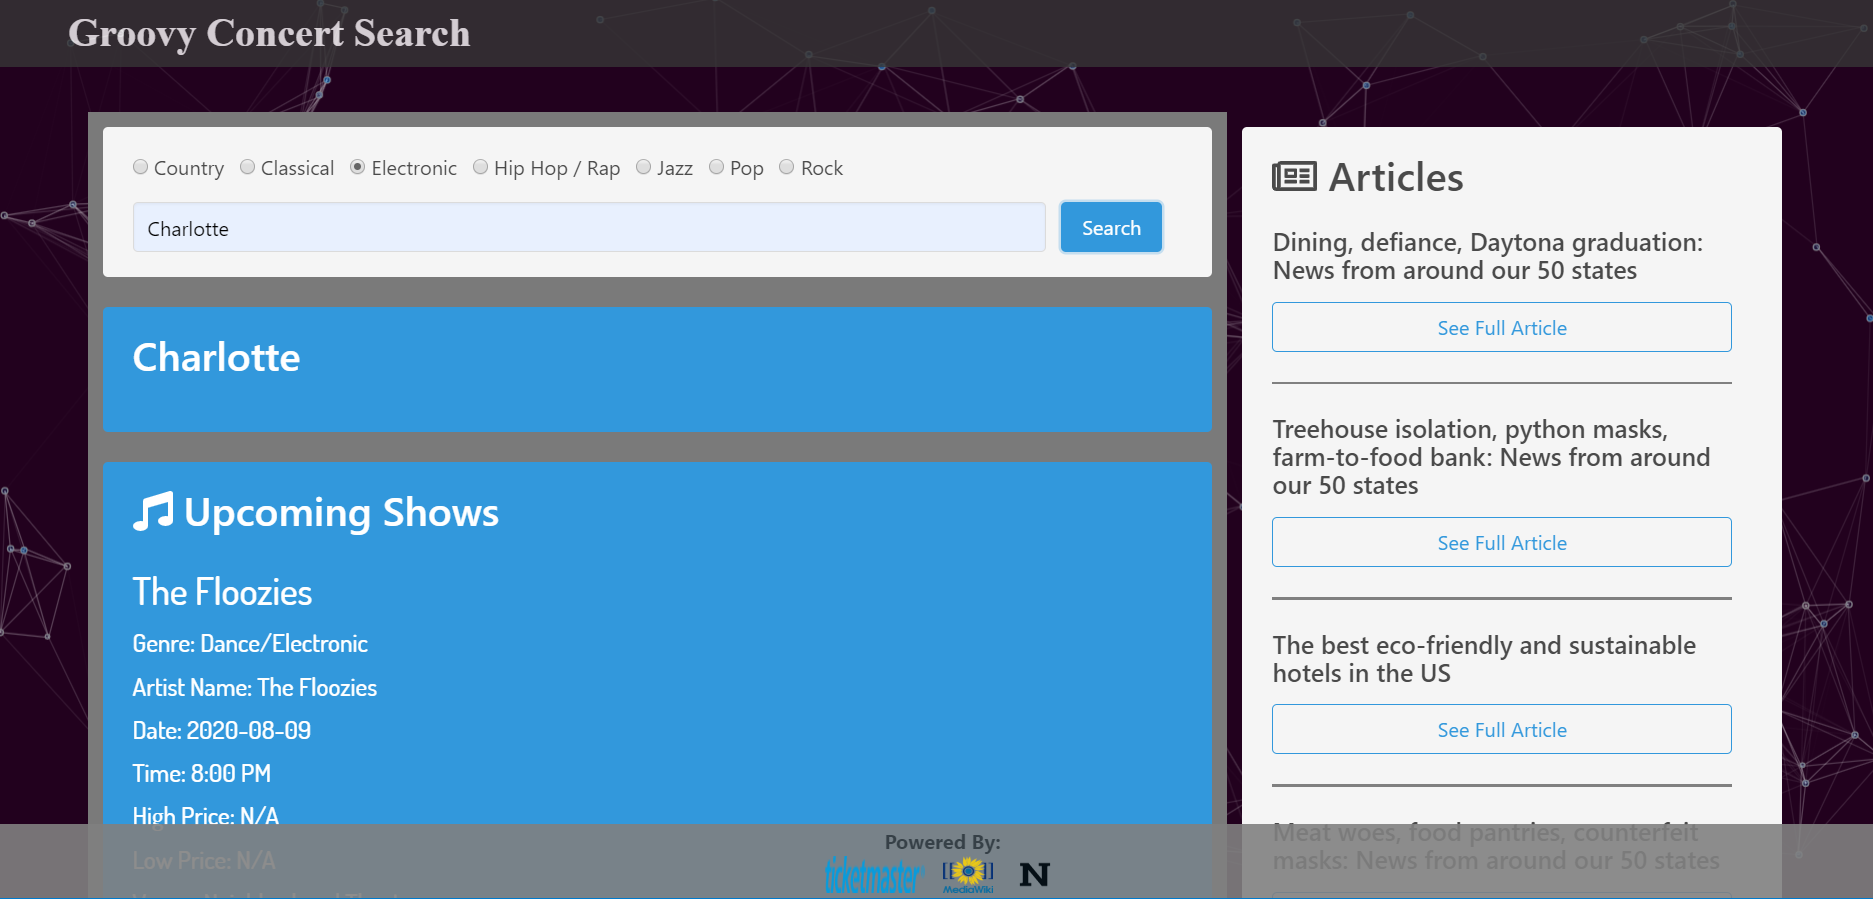 Groovy Concert Search
Country Classical Electronic Hip Hop / Rap Jazz Pop Rock
Charlotte
Search
Charlotte
Upcoming Shows
The Floozies
Genre: Dance/Electronic
Artist Name: The Floozies
Date: 2020-08-09
Time: 8:00 PM
High Price: N/A
Low Price: N/A
Articles
Dining, defiance, Daytona graduation:
News from around our 50 states
See Full Article
Treehouse isolation, python masks,
farm-to-food bank: News from around
our 50 states
See Full Article
The best eco-friendly and sustainable
hotels in the US
See Full Article
Meat woes, food pantries, counterfeit
masks: News from around our 50 states
Powered By:
ticketmaster
MediaWiki
N